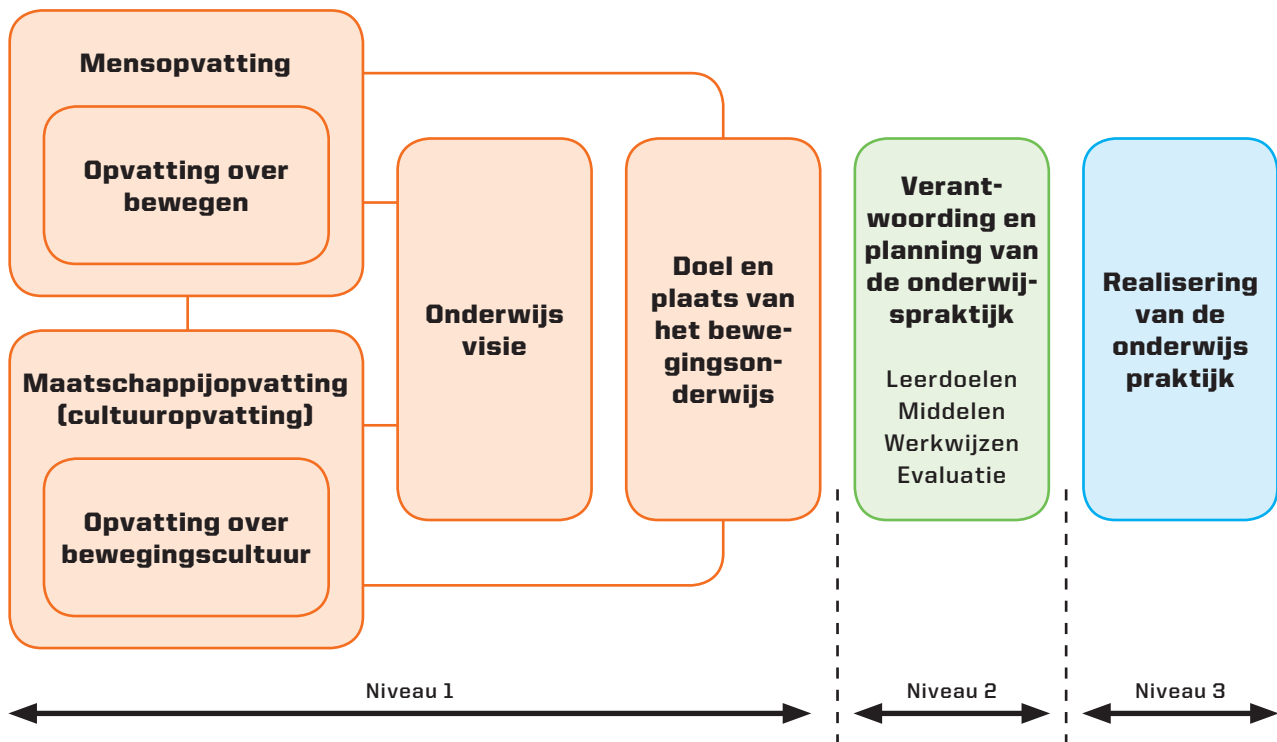 Mensopvatting
Opvatting over
bewegen
Maatschappijopvatting
(cultuuropvatting)
Opvatting over
bewegingscultuur
Onderwijs
visie
Doel en
plaats van
het bewe-
gingson-
derwijs
Verant-
woording en
planning van
de onderwij-
spraktijk
Leerdoelen
Middelen
Werkwijzen
Evaluatie
Realisering
van de
onderwijs
praktijk
Niveau 1
Niveau 2
Niveau 3